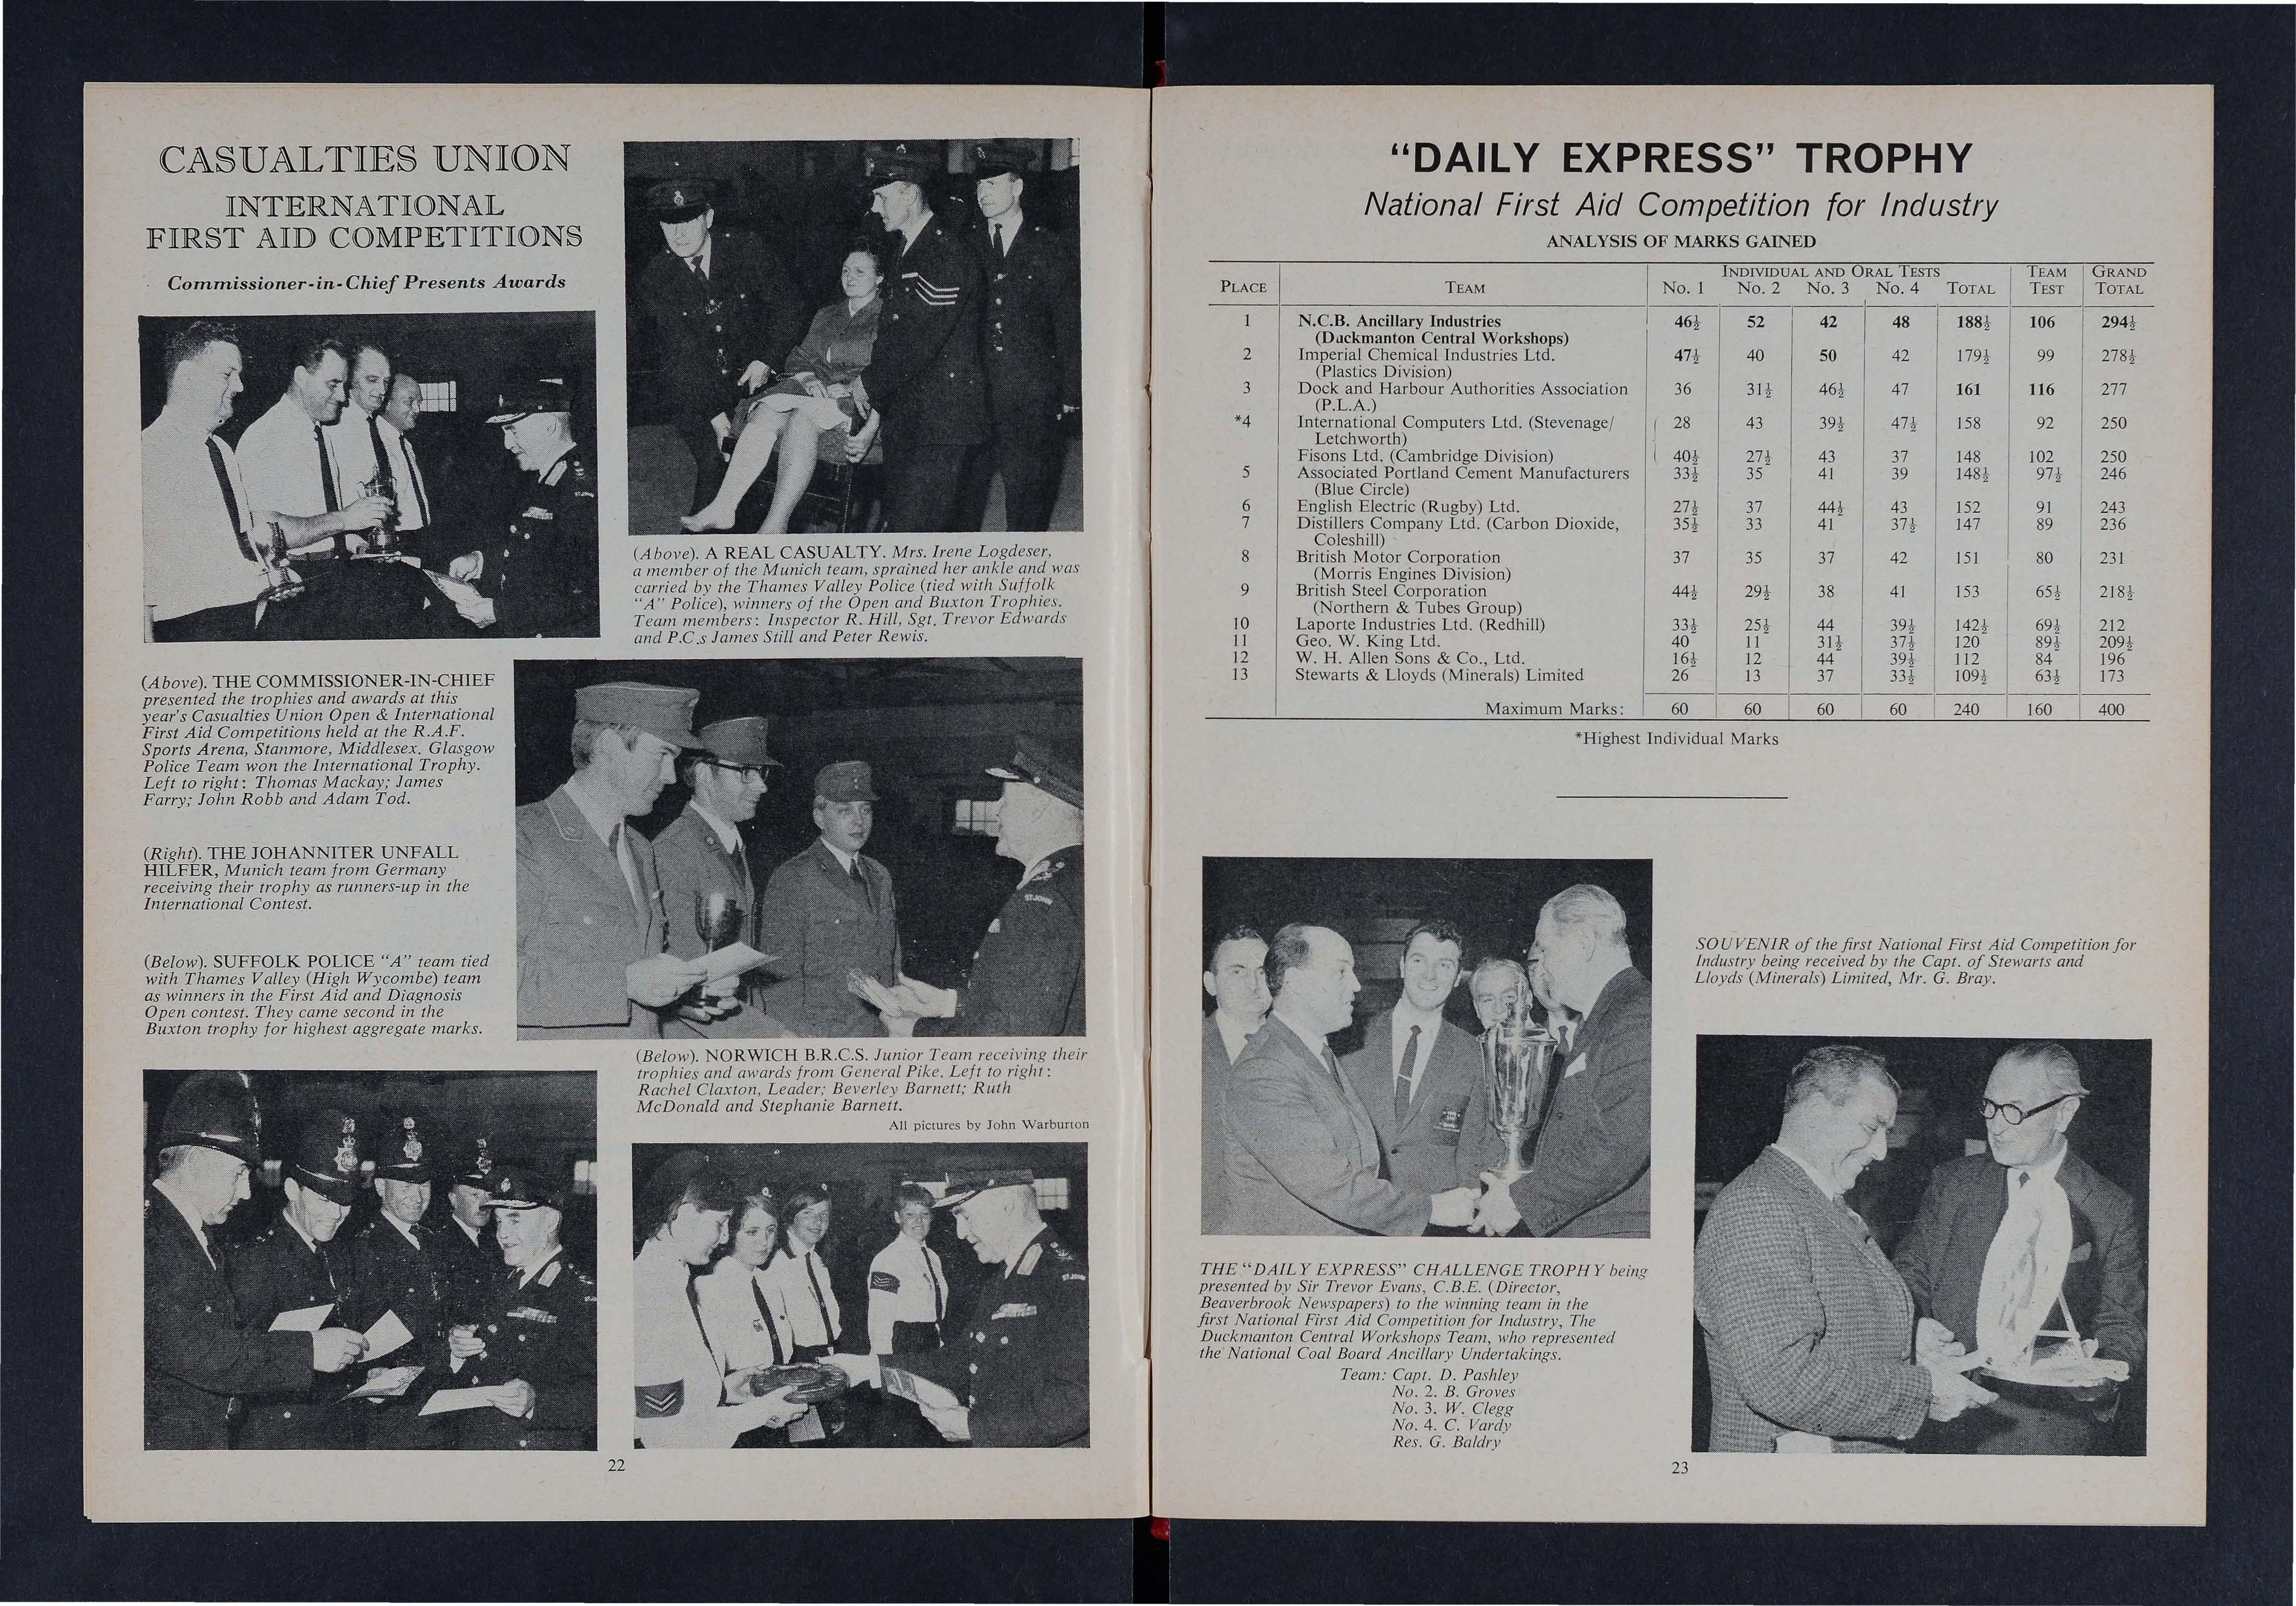 CASUALTIES UNION
INTERNATIONAL
FIRST AID COMPETITIONS
Commissioner-in-Chief Presents Awards
(Above). A REAL CASUALTY. Mrs. Irene Logdeser,
a member of the Munich team, sprained her ankle and was
carried by the Thames Valley Police (tied with Suffolk
"A" Police), winners of the Open and Buxton Trophies.
Team members: Inspector R. Hill, Sgt. Trevor Edwards
and P.C.s James Still and Peter Rewis.
(Above). THE COMMISSIONER-IN-CHIEF
presented the trophies and awards at this
year's Casualties Union Open & International
First Aid Competitions held at the R.A.F.
Sports Arena, Stanmore, Middlesex. Glasgow
Police Team won the International Trophy.
Left to right: Thomas Mackay; James
Farry; John Robb and Adam Tod.
(Right). THE JOHANNITER UNFALL
HILFER, Munich team from Germany
receiving their trophy as runners-up in the
International Contest.
(Below). SUFFOLK POLICE "A" team tied
with Thames Valley (High Wycombe) team
as winners in the First Aid and Diagnosis
Open contest. They came second in the
Buxton trophy for highest aggregate marks.
ST. JOHN
(Below). NORWICH B.R.C.S. Junior Team receiving their
trophies and awards from General Pike. Left to right:
Rachel Claxton, Leader; Beverley Barnett; Ruth
McDonald and Stephanie Barnett.
All pictures by John Warburton
22
"DAILY EXPRESS" TROPHY
National First Aid Competition for Industry
ANALYSIS OF MARKS GAINED
INDIVIDUAL AND ORAL TESTS TEAM GRAND
PLACE TEAM No. 1 No. 2 No. 3 No. 4 TOTAL TEST TOTAL
1 N.C.B. Ancillary Industries 46½ 52 42 48 188½ 106 294½
(Duckmanton Central Workshops)
2 Imperial Chemical Industries Ltd. 47½ 40 50 42 179½ 99 278½
(Plastics Division)
3 Dock and Harbour Authorities Association 36 31½ 46½ 47 161 116 277
(P.L.A.)
*4 International Computers Ltd. (Stevenage/ 28 43 39½ 47½ 158 92 250
Letchworth)
Fisons Ltd. (Cambridge Division) 40½ 27½ 43 37 148 102 250
5 Associated Portland Cement Manufacturers 33½ 35 41 39 148½ 97½ 246
(Blue Circle)
6 English Electric (Rugby) Ltd. 27½ 37 44½ 43 152 91 243
7 Distillers Company Ltd. (Carbon Dioxide, 35½ 33 41 37½ 147 89 236
Coleshill)
8 British Motor Corporation 37 35 37 42 151 80 231
(Morris Engines Division)
9 British Steel Corporation 44½ 29½ 38 41 153 65½ 218½
(Northern & Tubes Group)
10 Laporte Industries Ltd. (Redhill) 33½ 25½ 44 39½ 142½ 69½ 212
11 Geo. W. King Ltd. 40 11 31½ 37½ 120 89½ 209½
12 W. H. Allen Sons & Co., Ltd. 16½ 12 44 39½ 112 84 196
13 Stewarts & Lloyds (Minerals) Limited 26 13 37 33½ 109½ 63½ 173
Maximum Marks: 60 60 60 60 240 160 400
*Highest Individual Marks
SOUVENIR of the first National First Aid Competition for
Industry being received by the Capt. of Stewarts and
Lloyds (Minerals) Limited, Mr. G. Bray.
THE "DAILY EXPRESS" CHALLENGE TROPHY being
presented by Sir Trevor Evans, C.B.E. (Director,
Beaverbrook Newspapers) to the winning team in the
first National First Aid Competition for Industry, The
Duckmanton Central Workshops Team, who represented
the National Coal Board Ancillary Undertakings.
Team: Capt. D. Pashley
No. 2. B. Groves
No. 3. W. Clegg
No. 4. C. Vardy
Res. G. Baldry
23